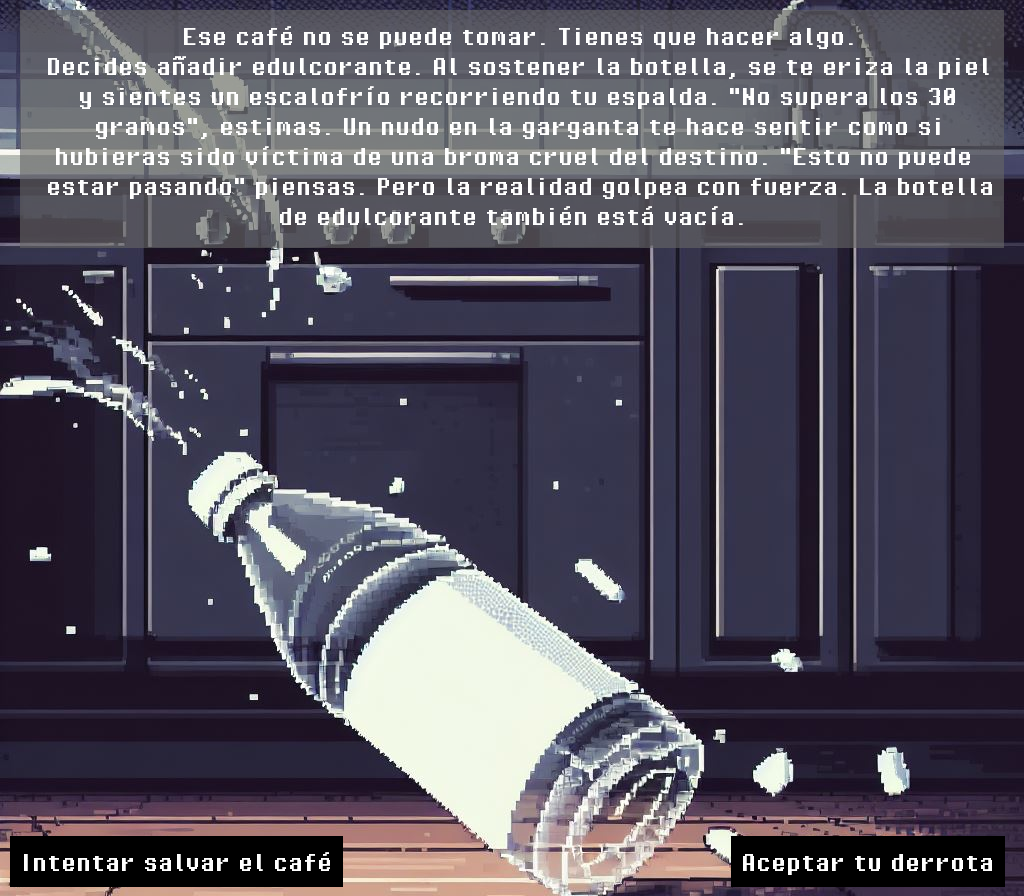 Ese café no se puede tomar. Tienes que hacer algo.
Decides añadir edulcorante. Al sostener la botella, se te eriza la piel
y sientes un escalofrío recorriendo tu espalda. "No supera los 30
gramos", estimas. Un nudo en la garganta te hace sentir como si
hubieras sido víctima de una broma cruel del destino. "Esto no puede
estar pasando" piensas. Pero la realidad golpea con fuerza. La botella
de edulcorante también está vacía.
Intentar salvar el café
Aceptar tu derrota